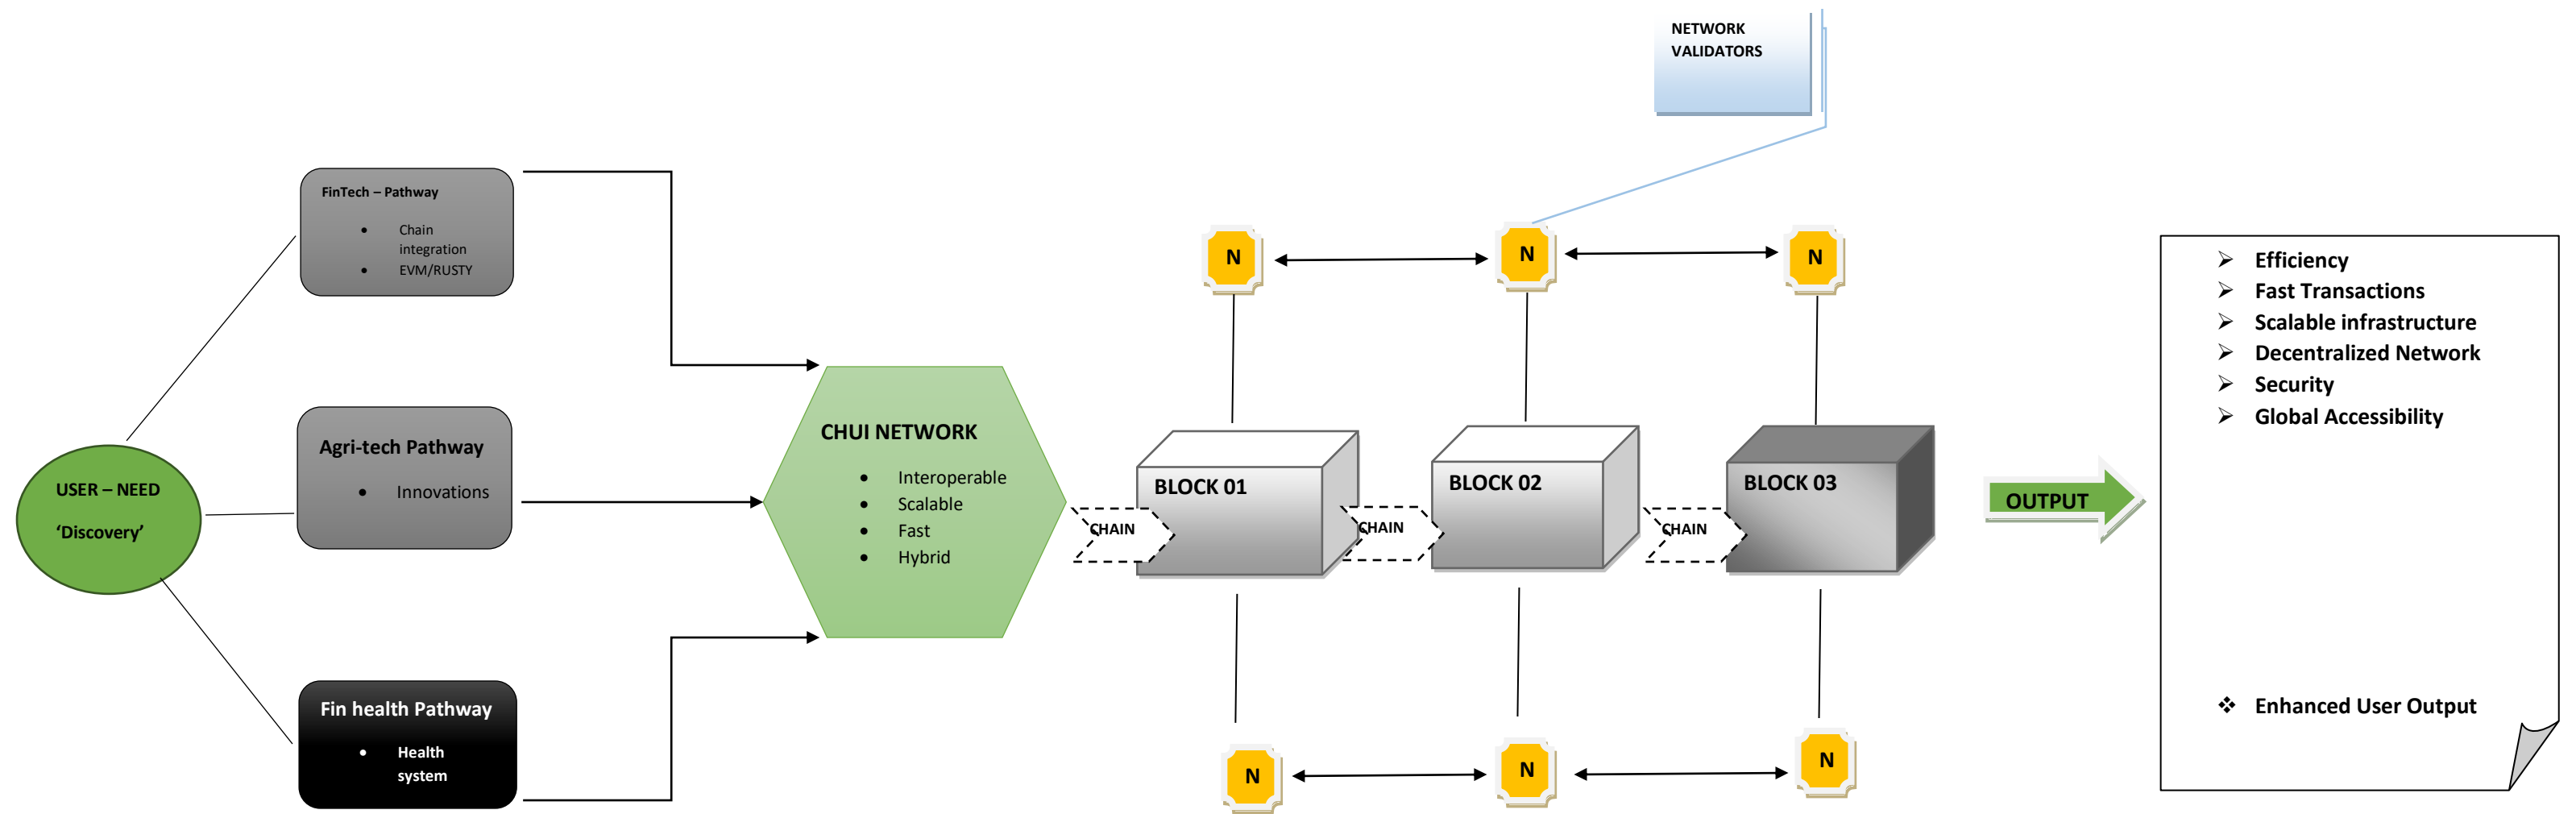 NETWORK
VALIDATORS
FinTech – Pathway
• Chain
integration
• EVM/RUSTY
N
N
N
Agri-tech Pathway
• Innovations
USER – NEED
‘Discovery’
Fin health Pathway
• Health
system
CHUI NETWORK
• Interoperable
• Scalable
• Fast
• Hybrid
CHAIN
BLOCK 01
CHAIN
BLOCK 02
CHAIN
BLOCK 03
N
N
N
OUTPUT
➢ Efficiency
➢ Fast Transactions
➢ Scalable infrastructure
➢ Decentralized Network
➢ Security
➢ Global Accessibility
❖ Enhanced User Output